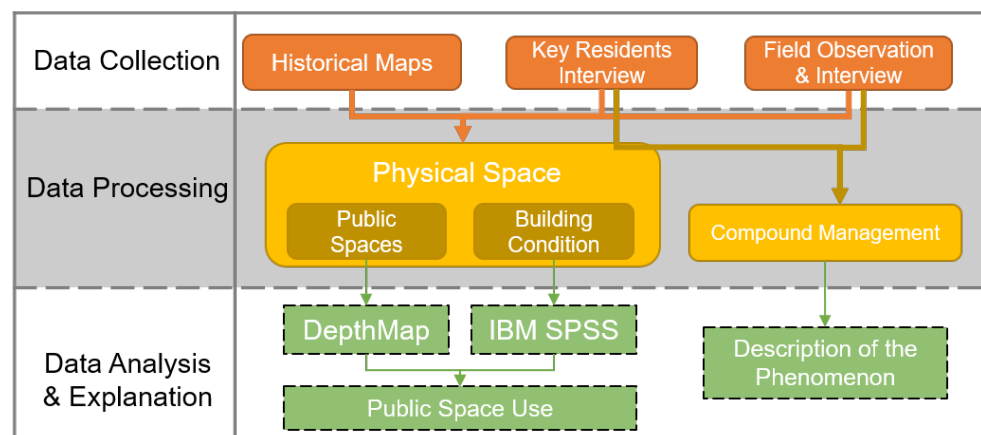 Data Collection
Historical Maps
Key Residents
Interview
Field Observation
& Interview
Data Processing
Physical Space
Public
Spaces
Building
Condition
Compound Management
Data Analysis
& Explanation
DepthMap
IBM SPSS
Description of the
Phenomenon
Public Space Use